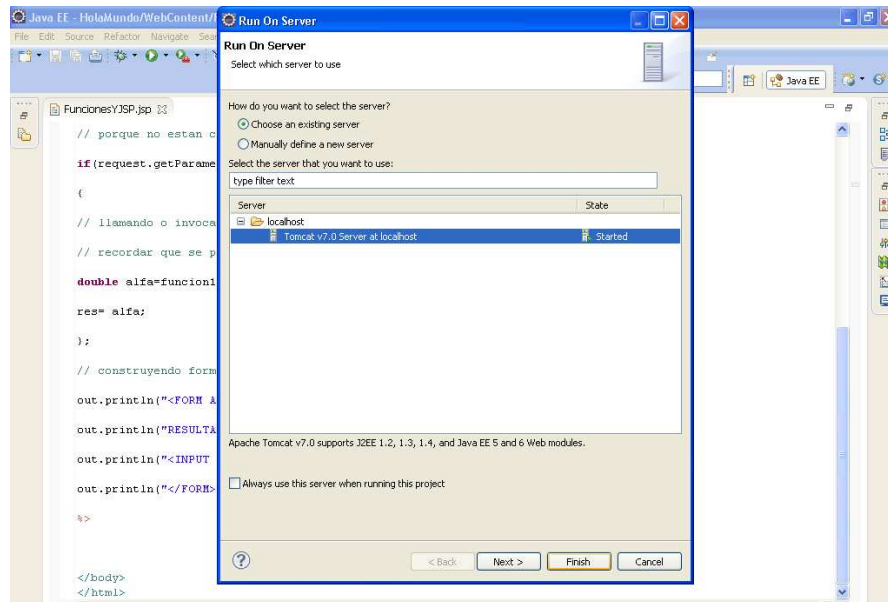 Java EE - HolaMundo/WebContent/
File Edit Source Refactor Navigate Sear
Java EE
FuncionesYJSP.jsp
// porque no estan c
if(request.getParame
{
// llamando o invoca
// recordar que se p
double alfa=funcion1
res= alfa;
};
// construyendo form
out.println("<FORM A
out.println("RESULTA
out.println("<INPUT
out.println("</FORM>
%>
</body>
</html>
Run On Server
Run On Server
Select which server to use
How do you want to select the server?
Choose an existing server
Manually define a new server
Select the server that you want to use:
type filter text
Server State
localhost
Tomcat v7.0 Server at localhost Started
Apache Tomcat v7.0 supports J2EE 1.2, 1.3, 1.4, and Java EE 5 and 6 Web modules.
Always use this server when running this project
< Back Next > Finish Cancel